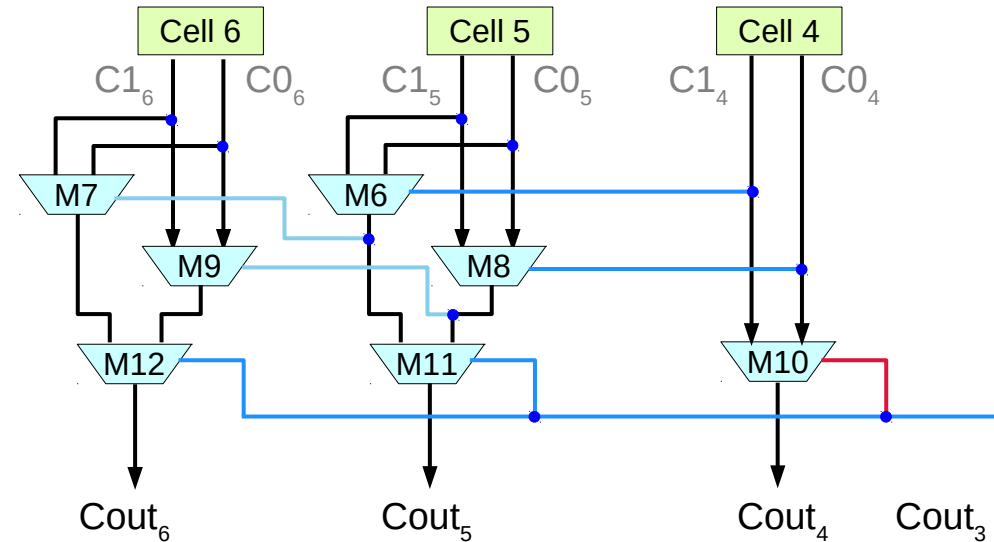 Cell 6 Cell 5 Cell 4
C1₆ C0₆ C1₅ C0₅ C1₄ C0₄
M7 M6
M9 M8
M12 M11 M10
Cout₆ Cout₅ Cout₄ Cout₃